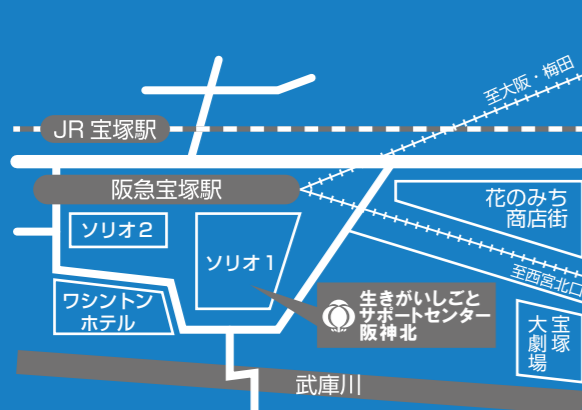 至大阪・梅田
JR 宝塚駅
阪急宝塚駅
花のみち
商店街
ソリオ2
ソリオ1
至西宮北口
ワシントン
ホテル
生きがいしごと
サポートセンター
阪神北
宝塚
大劇場
武庫川